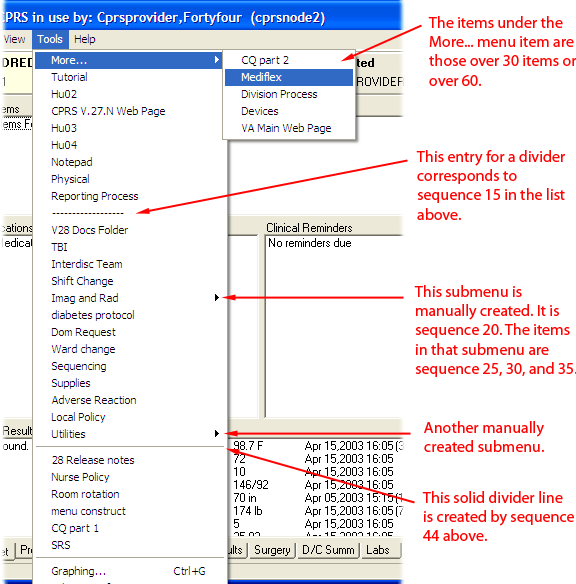 CPRS in use by: Cprsprovider,Fortyfour (cprsnode2)
View Tools Help
More...
Tutorial
Hu02
CPRS V.27.N Web Page
Hu03
Hu04
Notepad
Physical
Reporting Process
------------------
V28 Docs Folder
TBI
Interdisc Team
Shift Change
Imag and Rad
diabetes protocol
Dom Request
Ward change
Sequencing
Supplies
Adverse Reaction
Local Policy
Utilities
28 Release notes
Nurse Policy
Room rotation
menu construct
CQ part 1
SRS
Graphing... Ctrl+G
CQ part 2
Mediflex
Division Process
Devices
VA Main Web Page
Clinical Reminders
No reminders due
98.7 F Apr 15,2003 16:05
72 Apr 15,2003 16:05
10 Apr 15,2003 16:05
146/92 Apr 15,2003 16:05
70 in Apr 05,2003 15:15
174 lb Apr 15,2003 16:05
5 Apr 15,2003 16:05
Surgery D/C Summ Labs
The items under the
More... menu item are
those over 30 items or
over 60.
This entry for a divider
corresponds to
sequence 15 in the list
above.
This submenu is
manually created. It is
sequence 20. The items
in that submenu are
sequence 25, 30, and 35.
Another manually
created submenu.
This solid divider line
is created by sequence
44 above.